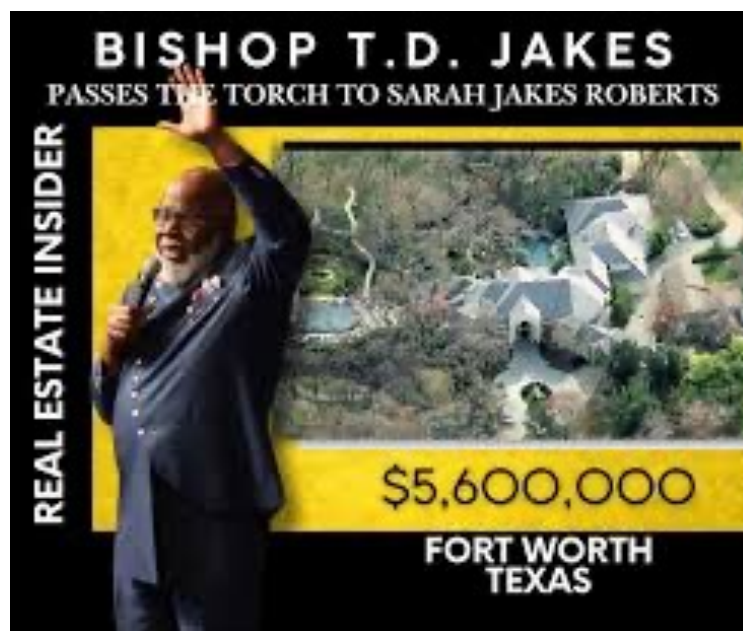 BISHOP T.D. JAKES
PASSES THE TORCH TO SARAH JAKES ROBERTS
REAL ESTATE INSIDER
$5,600,000
FORT WORTH
TEXAS